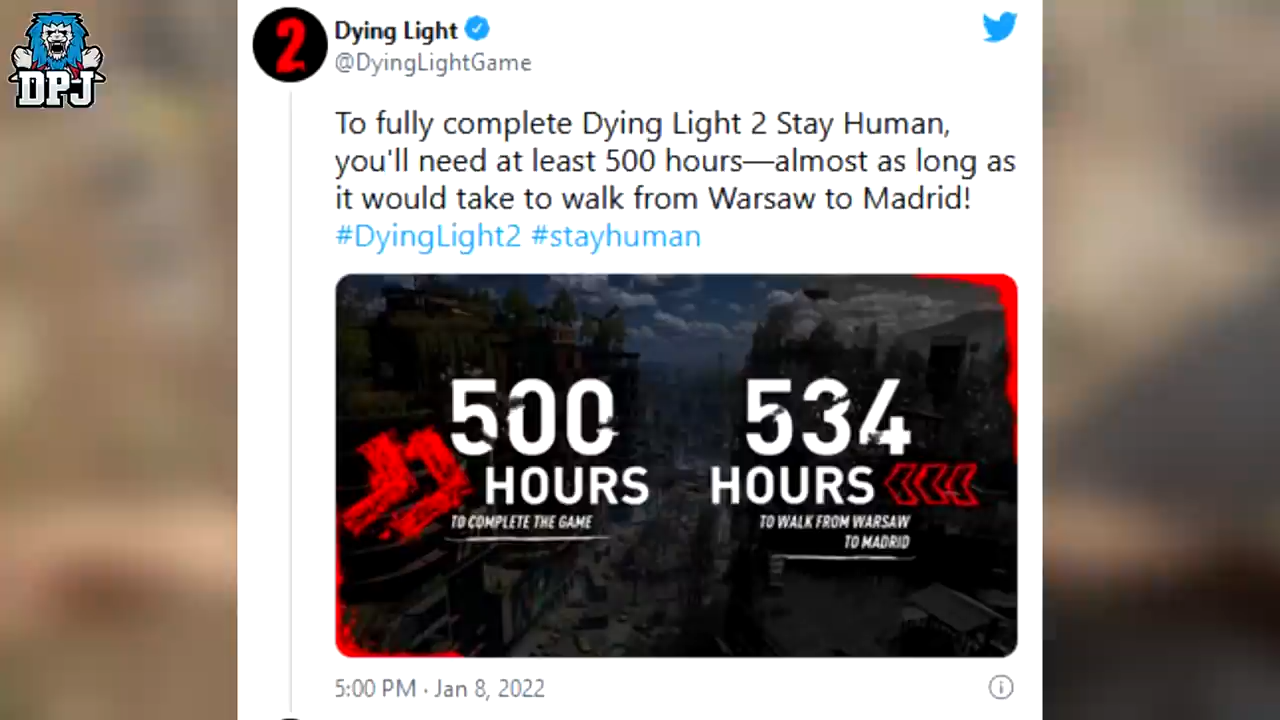 DPJ
2
Dying Light
@DyingLightGame
To fully complete Dying Light 2 Stay Human,
you'll need at least 500 hours—almost as long as
it would take to walk from Warsaw to Madrid!
#DyingLight2 #stayhuman
500
HOURS
TO COMPLETE THE GAME
534
HOURS
TO WALK FROM WARSAW
TO MADRID
5:00 PM · Jan 8, 2022